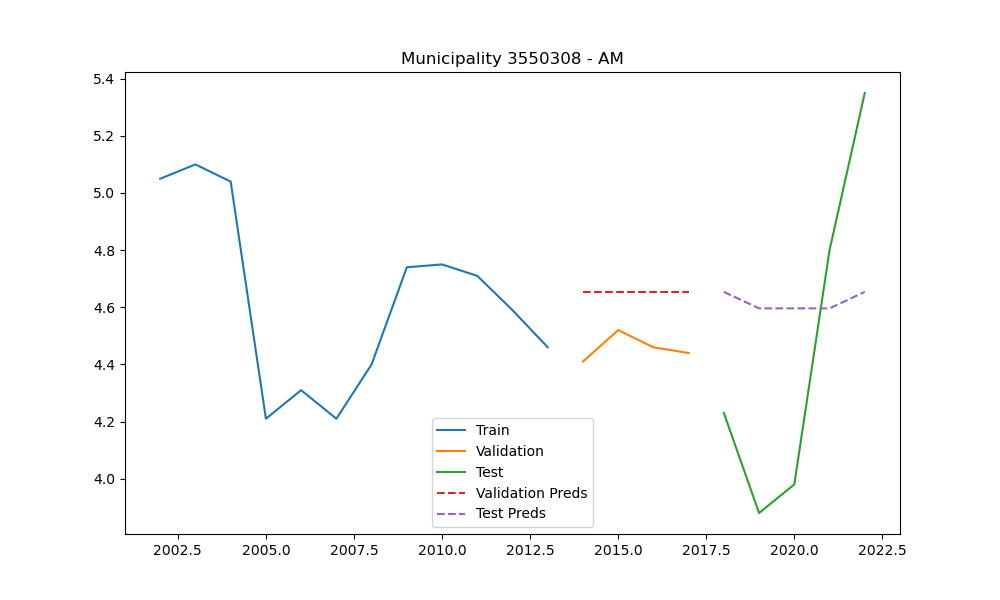 Municipality 3550308 - AM
5.4
5.2
5.0
4.8
4.6
4.4
4.2
4.0
Train
Validation
Test
Validation Preds
Test Preds
2002.5 2005.0 2007.5 2010.0 2012.5 2015.0 2017.5 2020.0 2022.5